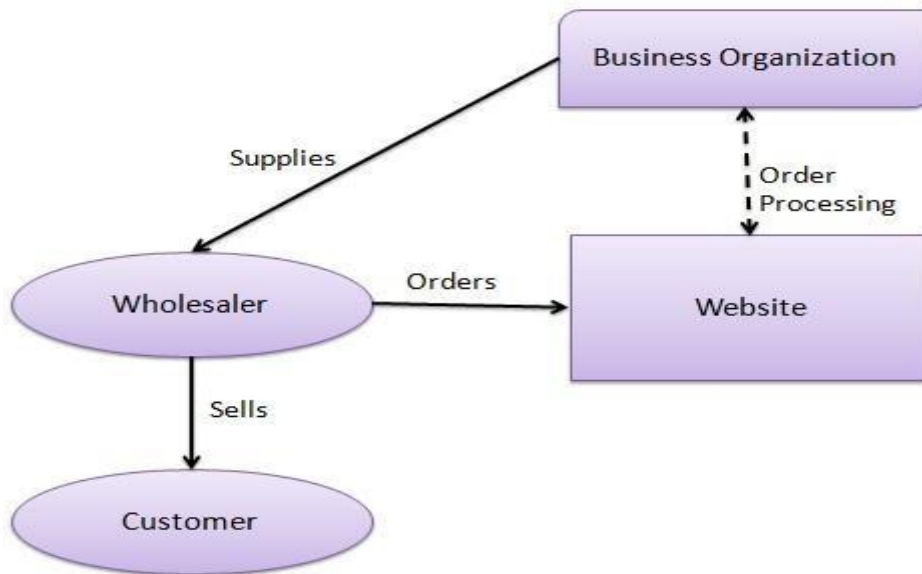 Business Organization
Supplies
Order
Processing
Wholesaler
Orders
Website
Sells
Customer